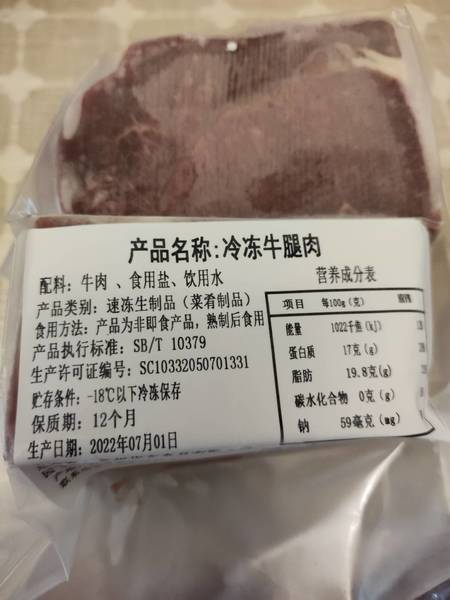 产品名称:冷冻牛腿肉
配料: 牛肉 、食用盐、饮用水
产品类别: 速冻生制品（菜肴制品）
食用方法: 产品为非即食产品，熟制后食用
产品执行标准: SB/T 10379
生产许可证编号: SC10332050701331
贮存条件: -18℃以下冷冻保存
保质期: 12个月
生产日期: 2022年07月01日
营养成分表
项目 每100g（克）
能量 1022千焦(kJ)
蛋白质 17克(g)
脂肪 19.8克(g)
碳水化合物 0克(g)
钠 59毫克(mg)